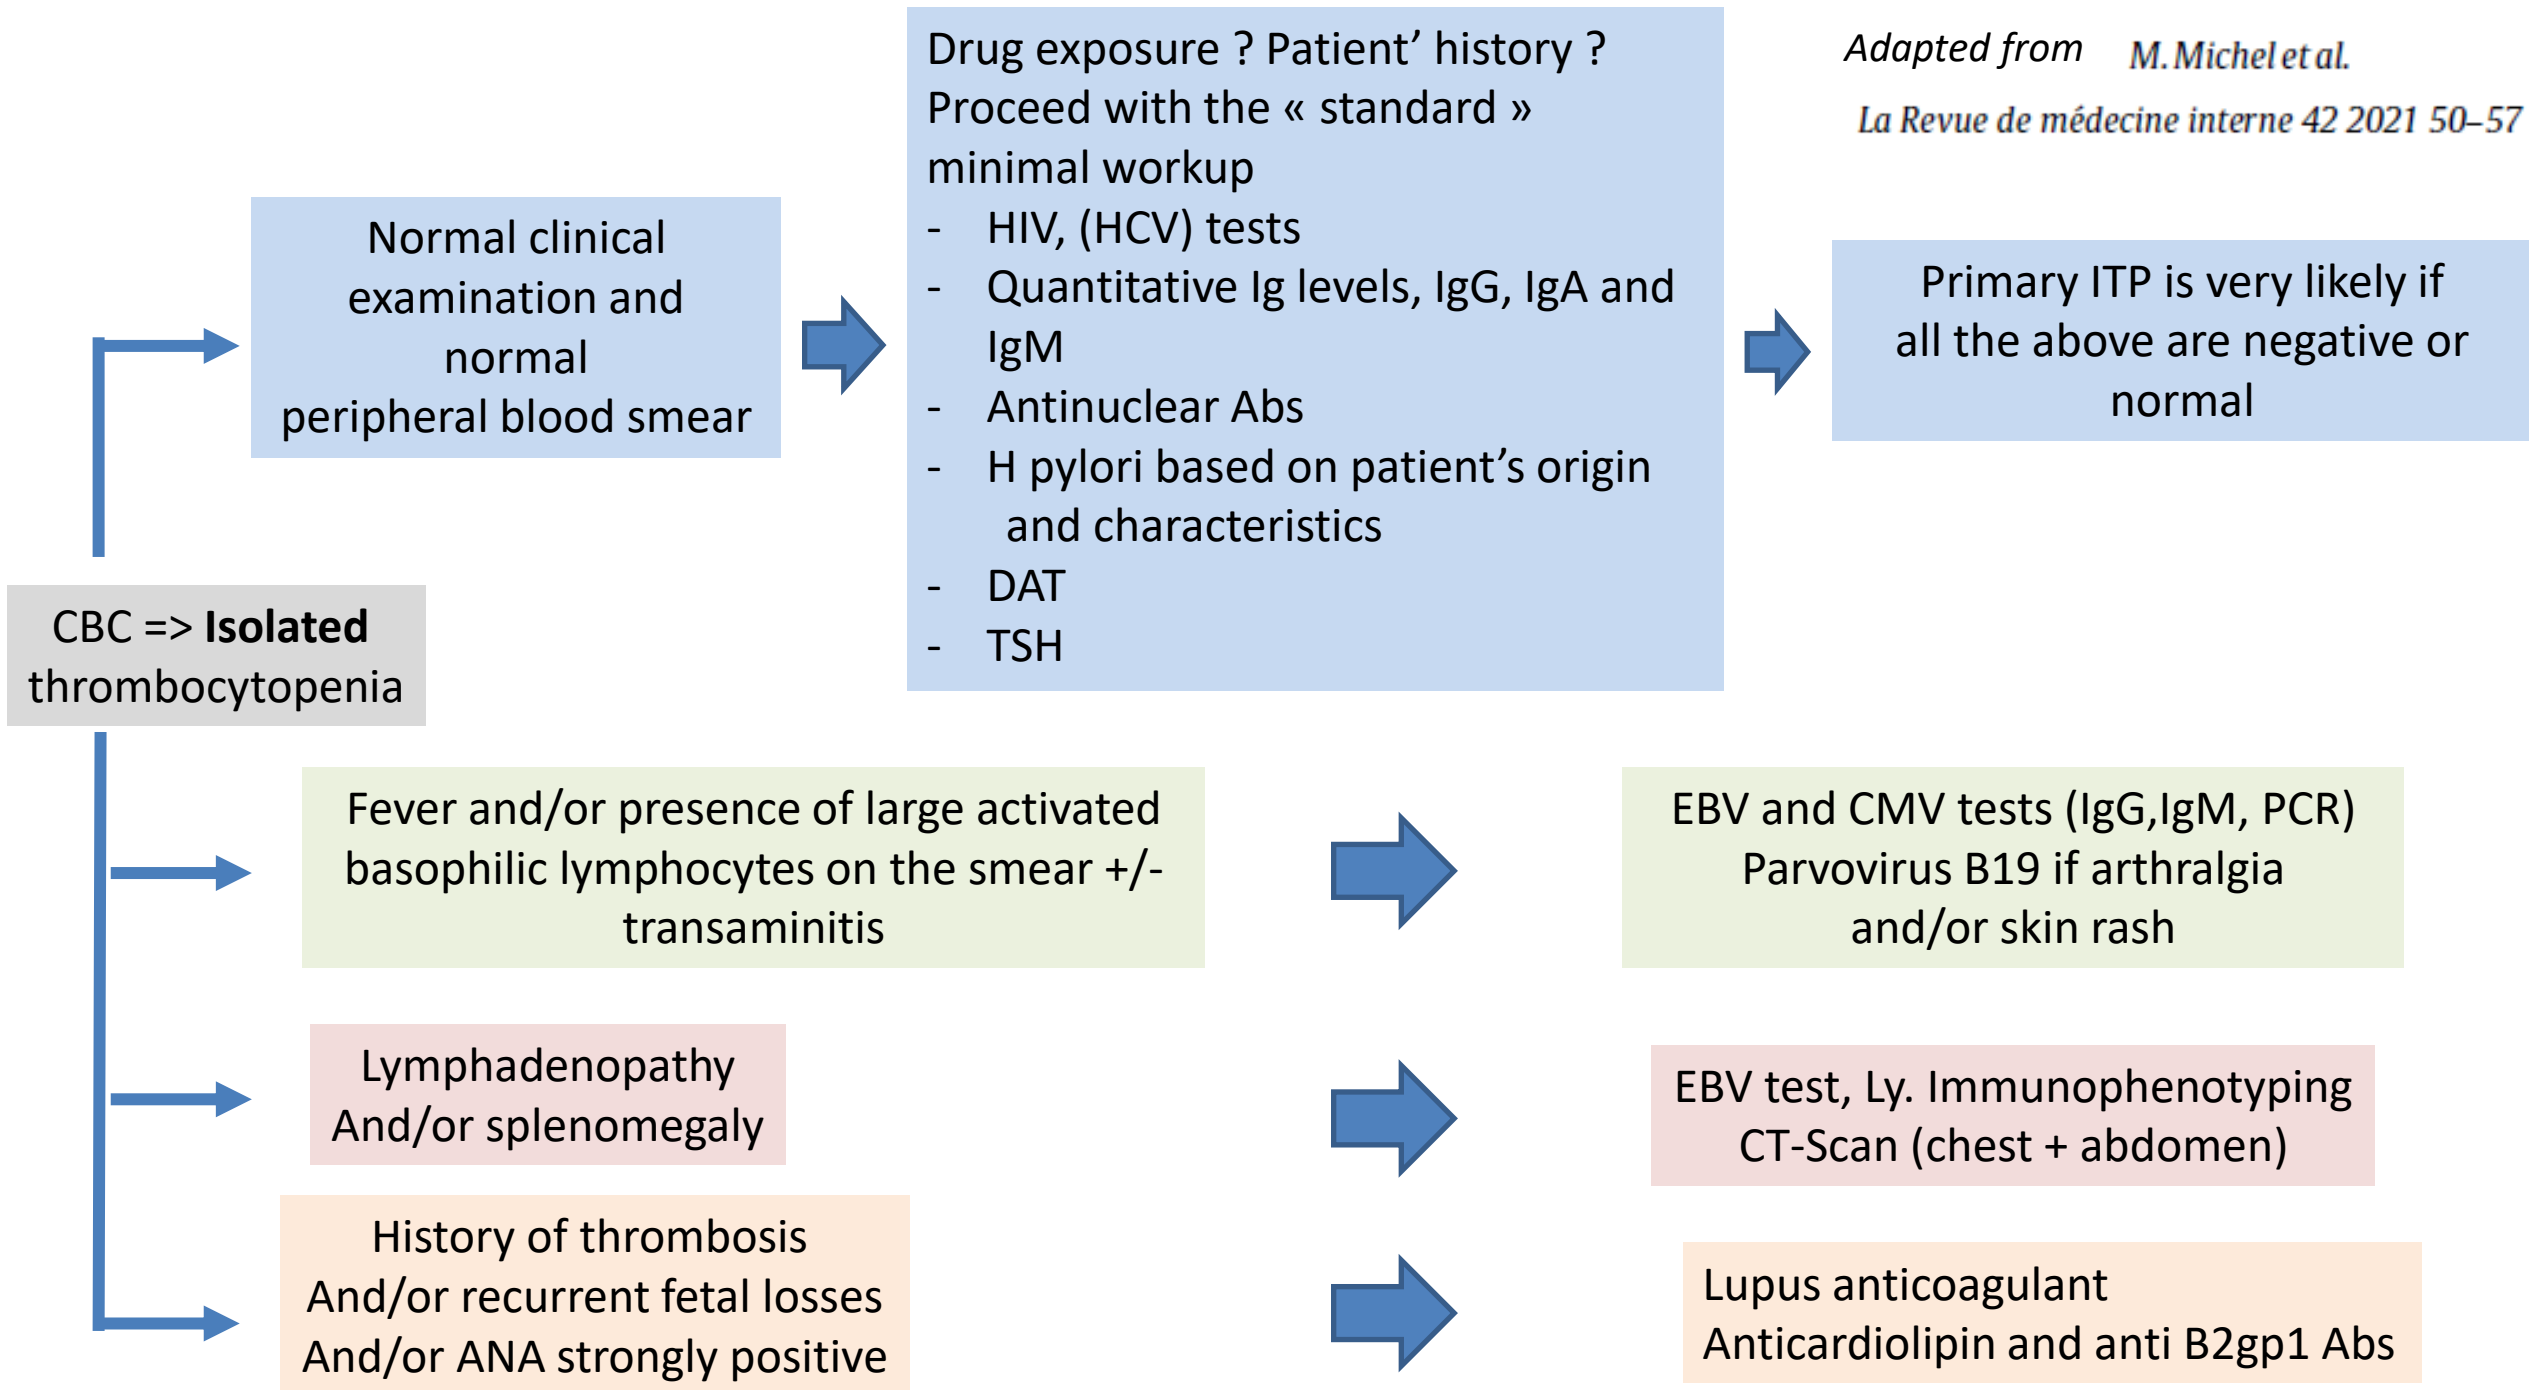 Adapted from M. Michel et al.
La Revue de médecine interne 42 2021 50–57
CBC => Isolated
thrombocytopenia
Normal clinical
examination and
normal
peripheral blood smear
Drug exposure ? Patient’ history ?
Proceed with the « standard »
minimal workup
- HIV, (HCV) tests
- Quantitative Ig levels, IgG, IgA and
IgM
- Antinuclear Abs
- H pylori based on patient’s origin
and characteristics
- DAT
- TSH
Primary ITP is very likely if
all the above are negative or
normal
Fever and/or presence of large activated
basophilic lymphocytes on the smear +/-
transaminitis
EBV and CMV tests (IgG,IgM, PCR)
Parvovirus B19 if arthralgia
and/or skin rash
Lymphadenopathy
And/or splenomegaly
EBV test, Ly. Immunophenotyping
CT-Scan (chest + abdomen)
History of thrombosis
And/or recurrent fetal losses
And/or ANA strongly positive
Lupus anticoagulant
Anticardiolipin and anti B2gp1 Abs